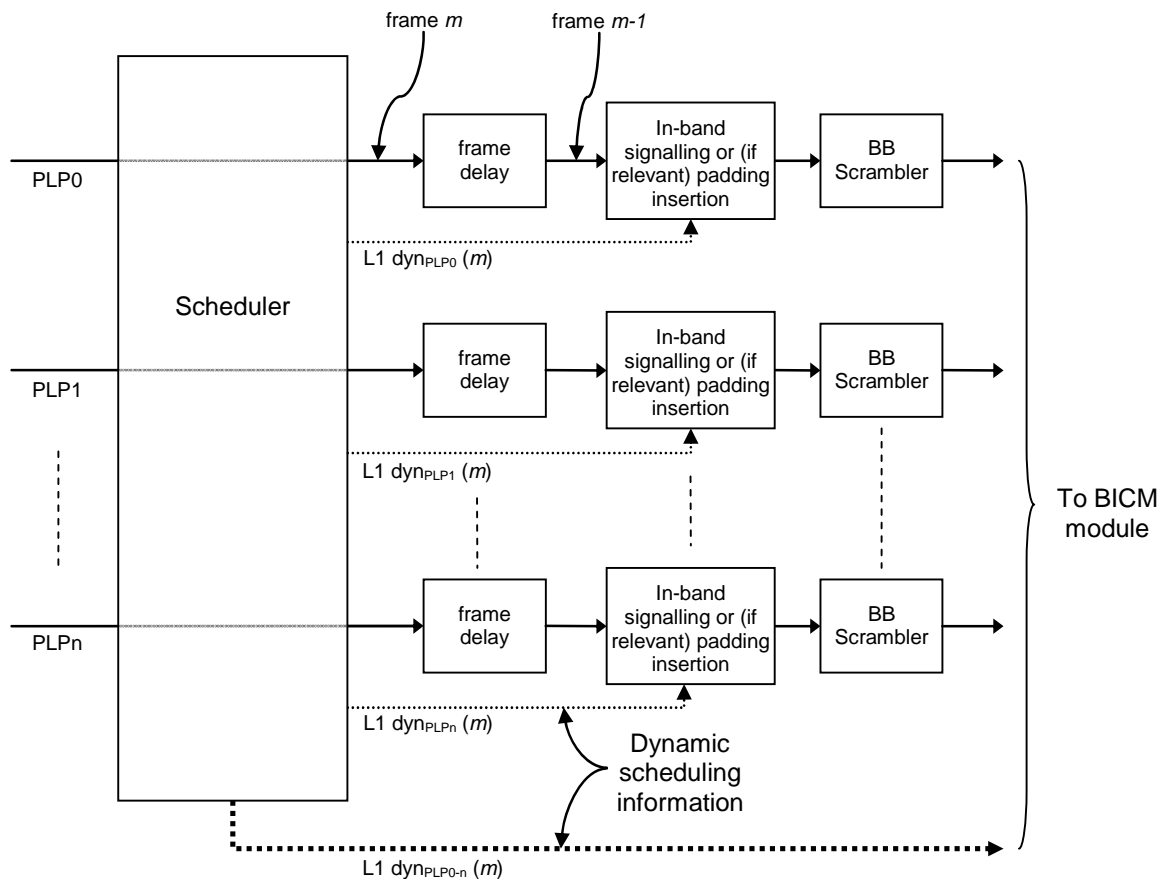 frame m
frame m-1
PLP0
frame
delay
In-band
signalling or (if
relevant) padding
insertion
BB
Scrambler
L1 dynPLP0 (m)
Scheduler
PLP1
frame
delay
In-band
signalling or (if
relevant) padding
insertion
BB
Scrambler
L1 dynPLP1 (m)
To BICM
module
PLPn
frame
delay
In-band
signalling or (if
relevant) padding
insertion
BB
Scrambler
L1 dynPLPn (m)
Dynamic
scheduling
information
L1 dynPLP0-n (m)